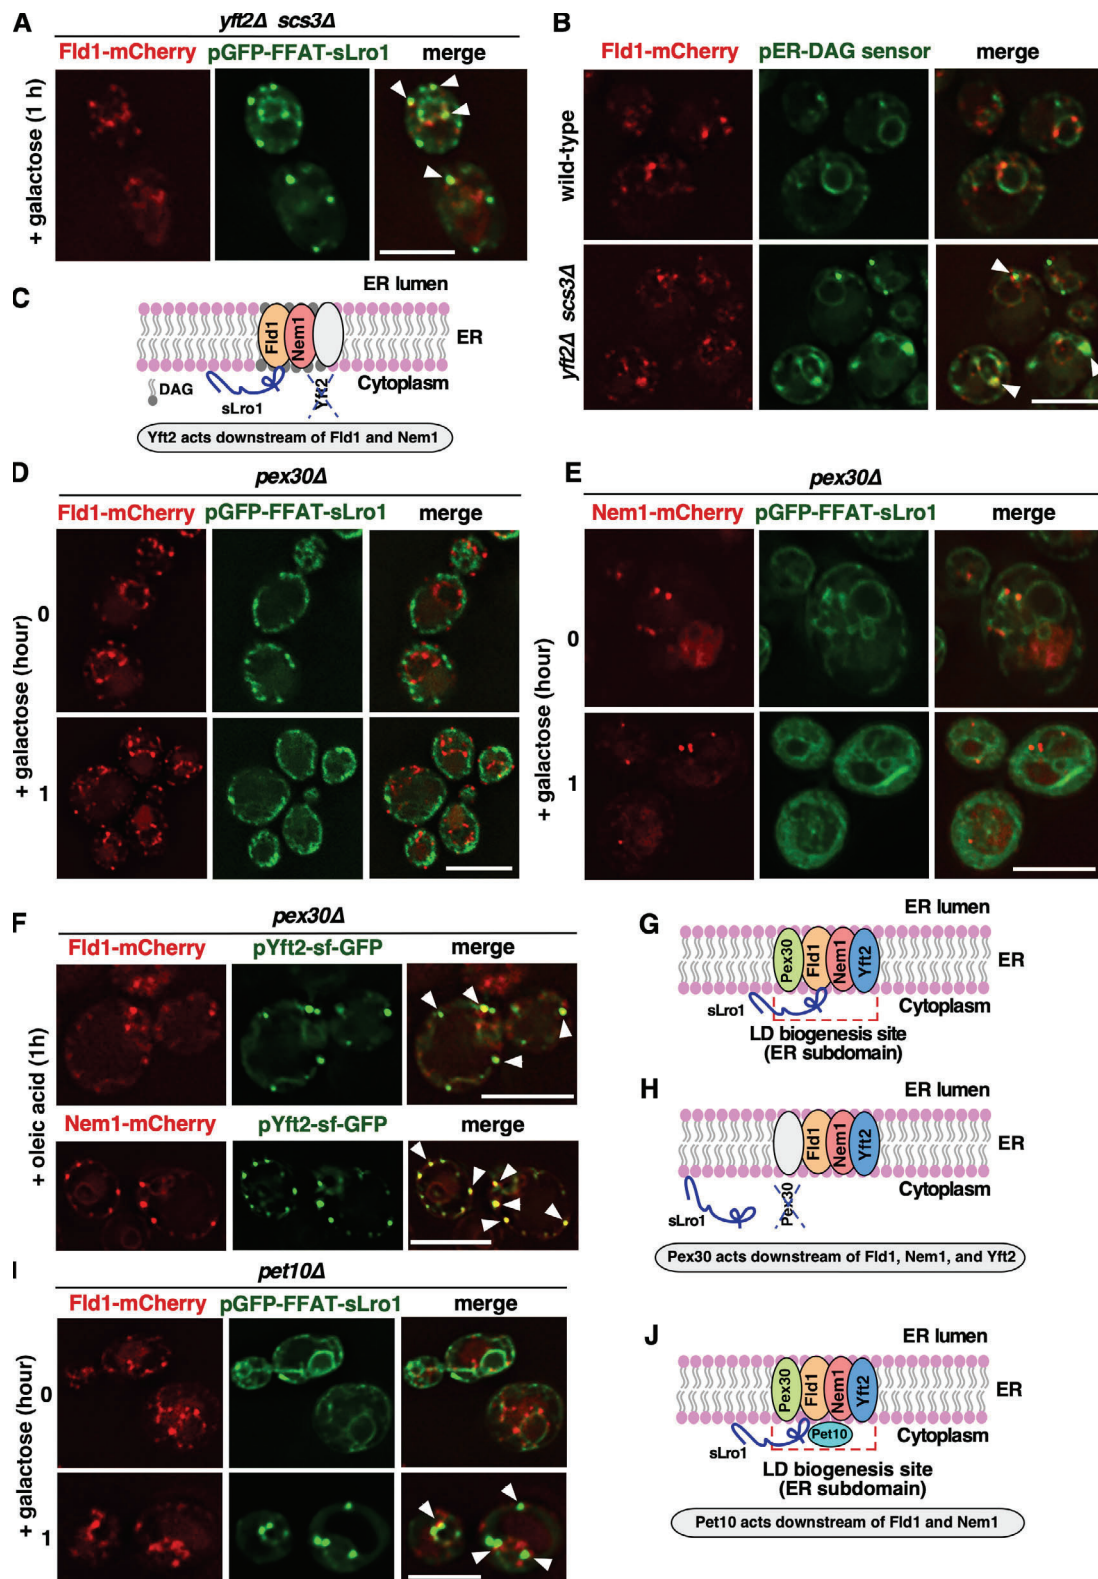 A
yft2Δ scs3Δ
Fld1-mCherry pGFP-FFAT-sLro1 merge
+ galactose (1 h)
B
Fld1-mCherry pER-DAG sensor merge
wild-type
yft2Δ scs3Δ
C
ER lumen
Fld1
Nem1
ER
DAG
sLro1
Yft2
Cytoplasm
Yft2 acts downstream of Fld1 and Nem1
D
pex30Δ
Fld1-mCherry pGFP-FFAT-sLro1 merge
+ galactose (hour)
0
1
E
pex30Δ
Nem1-mCherry pGFP-FFAT-sLro1 merge
+ galactose (hour)
0
1
F
pex30Δ
Fld1-mCherry pYft2-sf-GFP merge
+ oleic acid (1h)
Nem1-mCherry pYft2-sf-GFP merge
G
ER lumen
Pex30
Fld1
Nem1
Yft2
ER
sLro1
Cytoplasm
LD biogenesis site
(ER subdomain)
H
ER lumen
Fld1
Nem1
Yft2
ER
sLro1
Pex30
Cytoplasm
Pex30 acts downstream of Fld1, Nem1, and Yft2
I
pet10Δ
Fld1-mCherry pGFP-FFAT-sLro1 merge
+ galactose (hour)
0
1
J
ER lumen
Pex30
Fld1
Nem1
Yft2
ER
Pet10
sLro1
Cytoplasm
LD biogenesis site
(ER subdomain)
Pet10 acts downstream of Fld1 and Nem1